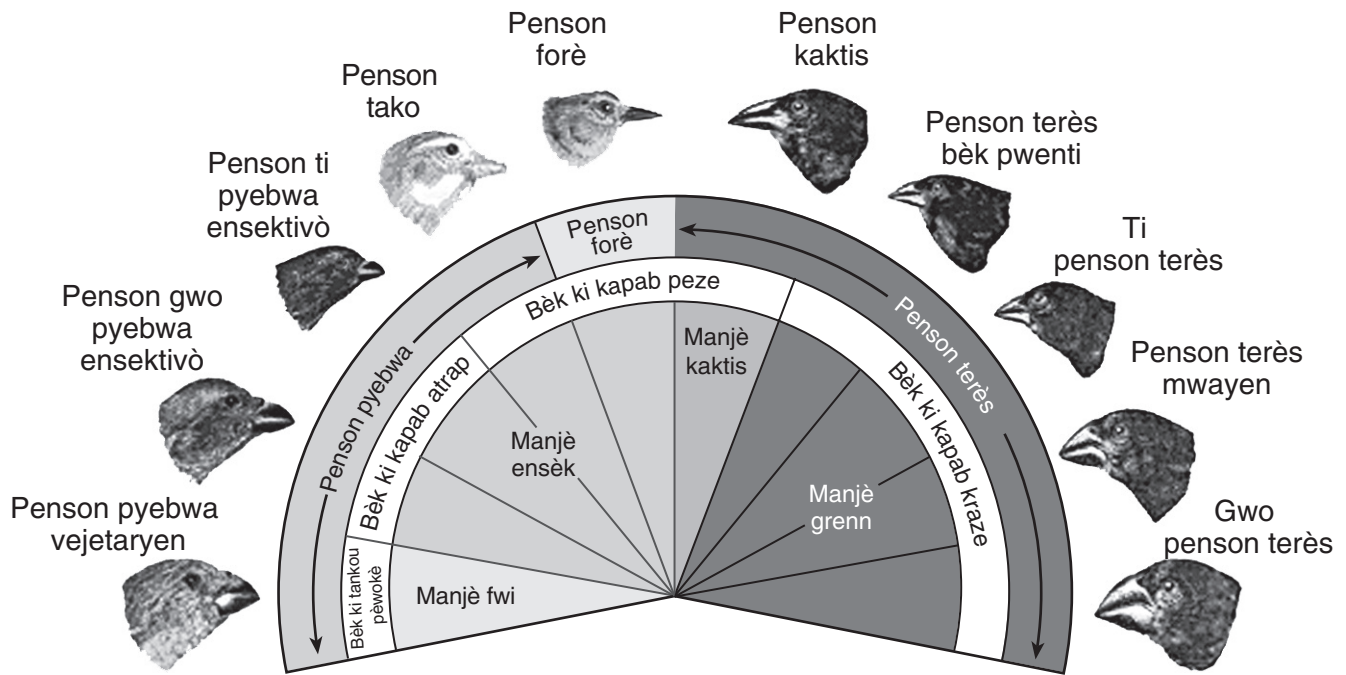 Penson
forè
Penson
kaktis
Penson
tako
Penson terès
bèk pwenti
Penson ti
pyebwa
ensektivò
Ti
penson terès
Penson gwo
pyebwa
ensektivò
Penson terès
mwayen
Penson pyebwa
vejetaryen
Gwo
penson terès
Penson
forè
Penson pyebwa
Penson terès
Bèk ki kapab peze
Bèk ki kapab atrap
Bèk ki kapab kraze
Bèk ki tankou
pèwokè
Manjè
kaktis
Manjè
ensèk
Manjè
grenn
Manjè fwi